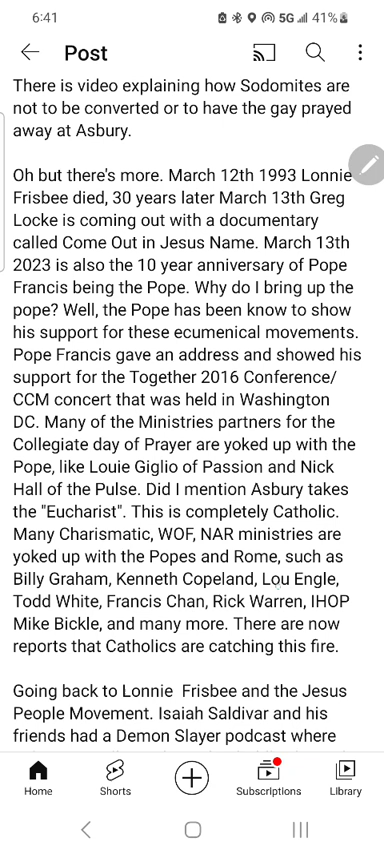 6:41
5G 41%
Post
There is video explaining how Sodomites are
not to be converted or to have the gay prayed
away at Asbury.
Oh but there's more. March 12th 1993 Lonnie
Frisbee died, 30 years later March 13th Greg
Locke is coming out with a documentary
called Come Out in Jesus Name. March 13th
2023 is also the 10 year anniversary of Pope
Francis being the Pope. Why do I bring up the
pope? Well, the Pope has been know to show
his support for these ecumenical movements.
Pope Francis gave an address and showed his
support for the Together 2016 Conference/
CCM concert that was held in Washington
DC. Many of the Ministries partners for the
Collegiate day of Prayer are yoked up with the
Pope, like Louie Giglio of Passion and Nick
Hall of the Pulse. Did I mention Asbury takes
the "Eucharist". This is completely Catholic.
Many Charismatic, WOF, NAR ministries are
yoked up with the Popes and Rome, such as
Billy Graham, Kenneth Copeland, Lou Engle,
Todd White, Francis Chan, Rick Warren, IHOP
Mike Bickle, and many more. There are now
reports that Catholics are catching this fire.
Going back to Lonnie Frisbee and the Jesus
People Movement. Isaiah Saldivar and his
friends had a Demon Slayer podcast where
Home Shorts Subscriptions Library